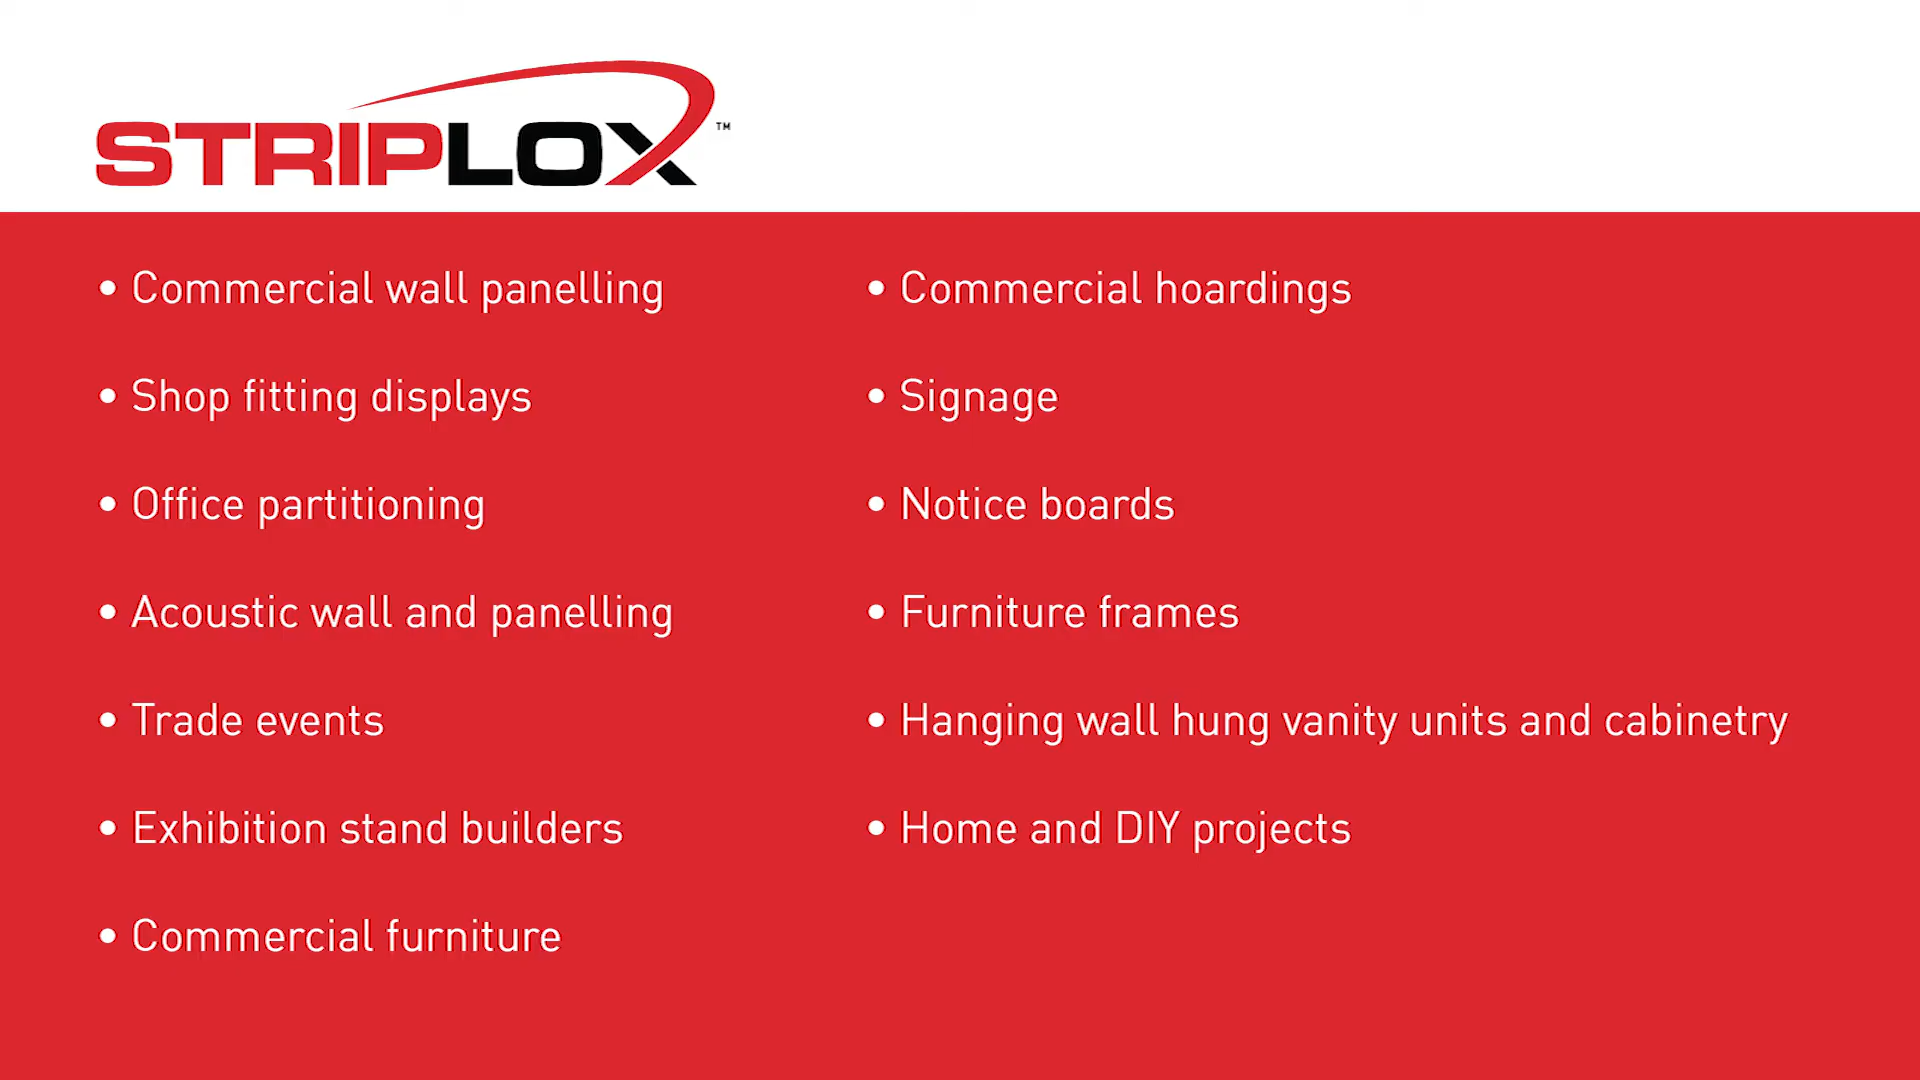 STRIPLOX™
• Commercial wall panelling
• Shop fitting displays
• Office partitioning
• Acoustic wall and panelling
• Trade events
• Exhibition stand builders
• Commercial furniture
• Commercial hoardings
• Signage
• Notice boards
• Furniture frames
• Hanging wall hung vanity units and cabinetry
• Home and DIY projects